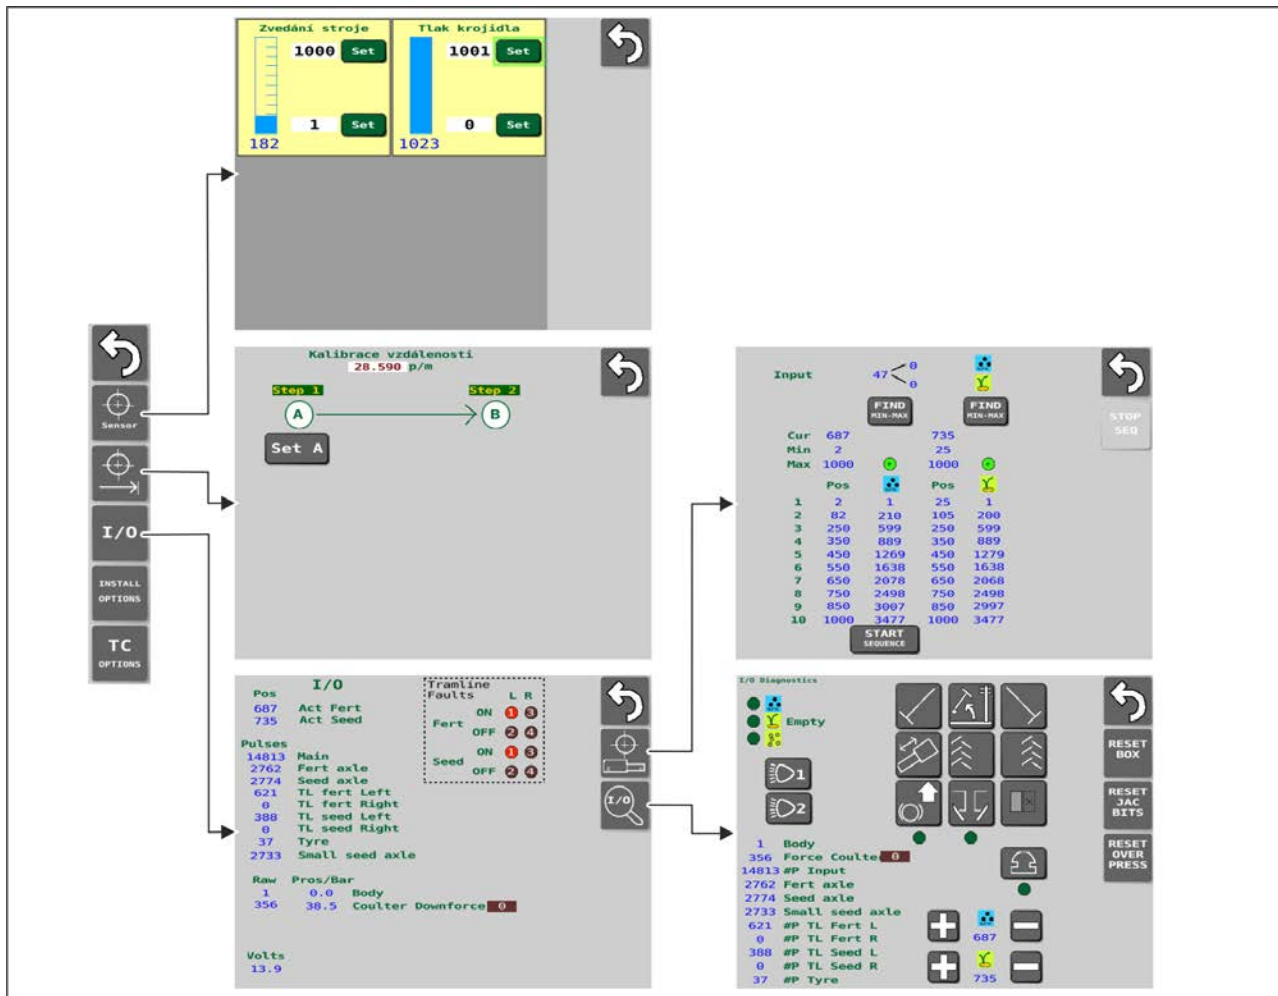 Zvedání stroje Tlak krojidla
1000 Set 1001 Set
1 Set 0 Set
182 1023
Sensor
I/O
INSTALL
OPTIONS
TC
OPTIONS
Kalibrace vzdálenosti
28.590 p/m
Step 1 Step 2
A B
Set A
Input 47 0
0
FIND
MIN-MAX
FIND
MIN-MAX
STOP
SEQ
Cur 687 735
Min 2 25
Max 1000 1000
Pos Pos
1 2 1 25 1
2 82 210 105 200
3 250 599 250 599
4 350 889 350 889
5 450 1269 450 1279
6 550 1638 550 1638
7 650 2078 650 2068
8 750 2498 750 2498
9 850 3007 850 2997
10 1000 3477 1000 3477
START
SEQUENCE
I/O
Pos
687 Act Fert
735 Act Seed
Tramline
Faults L R
Fert ON 1 3
OFF 2 4
Seed ON 1 3
OFF 2 4
Pulses
14813 Main
2762 Fert axle
2774 Seed axle
621 TL fert Left
0 TL fert Right
388 TL seed Left
0 TL seed Right
37 Tyre
2733 Small seed axle
Raw Pros/Bar
1 0.0 Body
356 38.5 Coulter Downforce 0
Volts
13.9
I/O
I/O Diagnostics
Empty
1
2
RESET
BOX
RESET
JAC
BITS
RESET
OVER
PRESS
1 Body
356 Force Coulte 0
14813 #P Input
2762 Fert axle
2774 Seed axle
2733 Small seed axle
621 #P TL Fert L
0 #P TL Fert R
388 #P TL Seed L
0 #P TL Seed R
37 #P Tyre
687
735